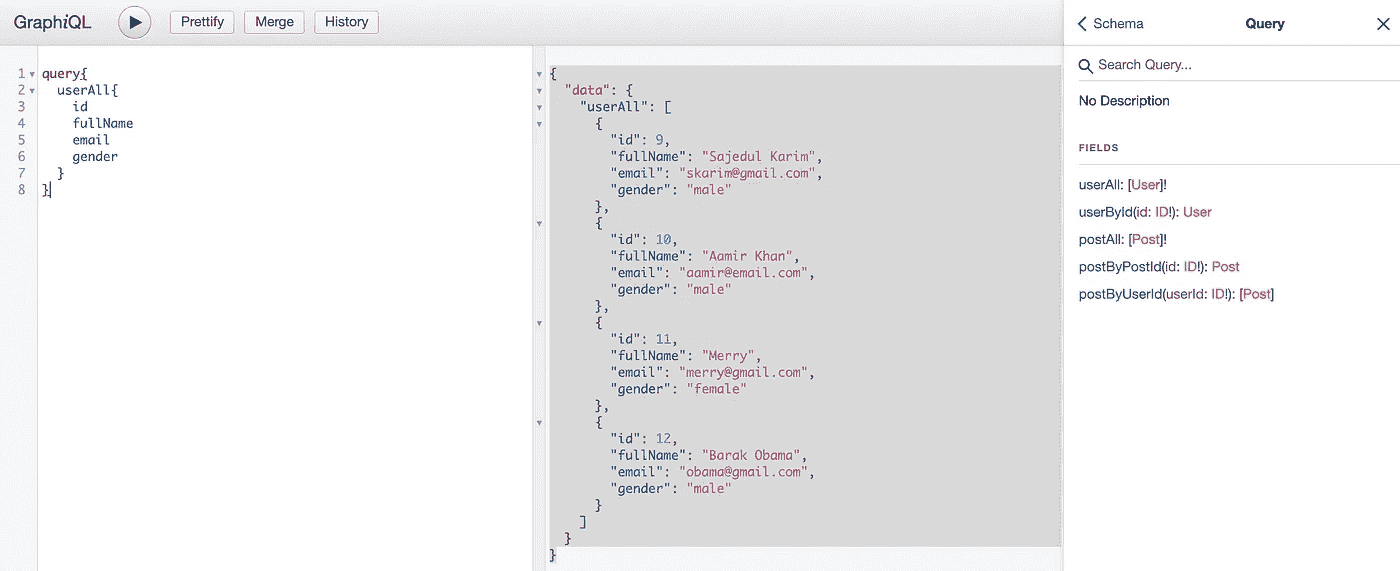 GraphiQL
Prettify
Merge
History
1 query{
2   userAll{
3     id
4     fullName
5     email
6     gender
7   }
8 }
{
  "data": {
    "userAll": [
      {
        "id": 9,
        "fullName": "Sajedul Karim",
        "email": "skarim@gmail.com",
        "gender": "male"
      },
      {
        "id": 10,
        "fullName": "Aamir Khan",
        "email": "aamir@email.com",
        "gender": "male"
      },
      {
        "id": 11,
        "fullName": "Merry",
        "email": "merry@gmail.com",
        "gender": "female"
      },
      {
        "id": 12,
        "fullName": "Barak Obama",
        "email": "obama@gmail.com",
        "gender": "male"
      }
    ]
  }
}
Schema
Query
Search Query...
No Description
FIELDS
userAll: [User]!
userById(id: ID!): User
postAll: [Post]!
postByPostId(id: ID!): Post
postByUserId(userId: ID!): [Post]